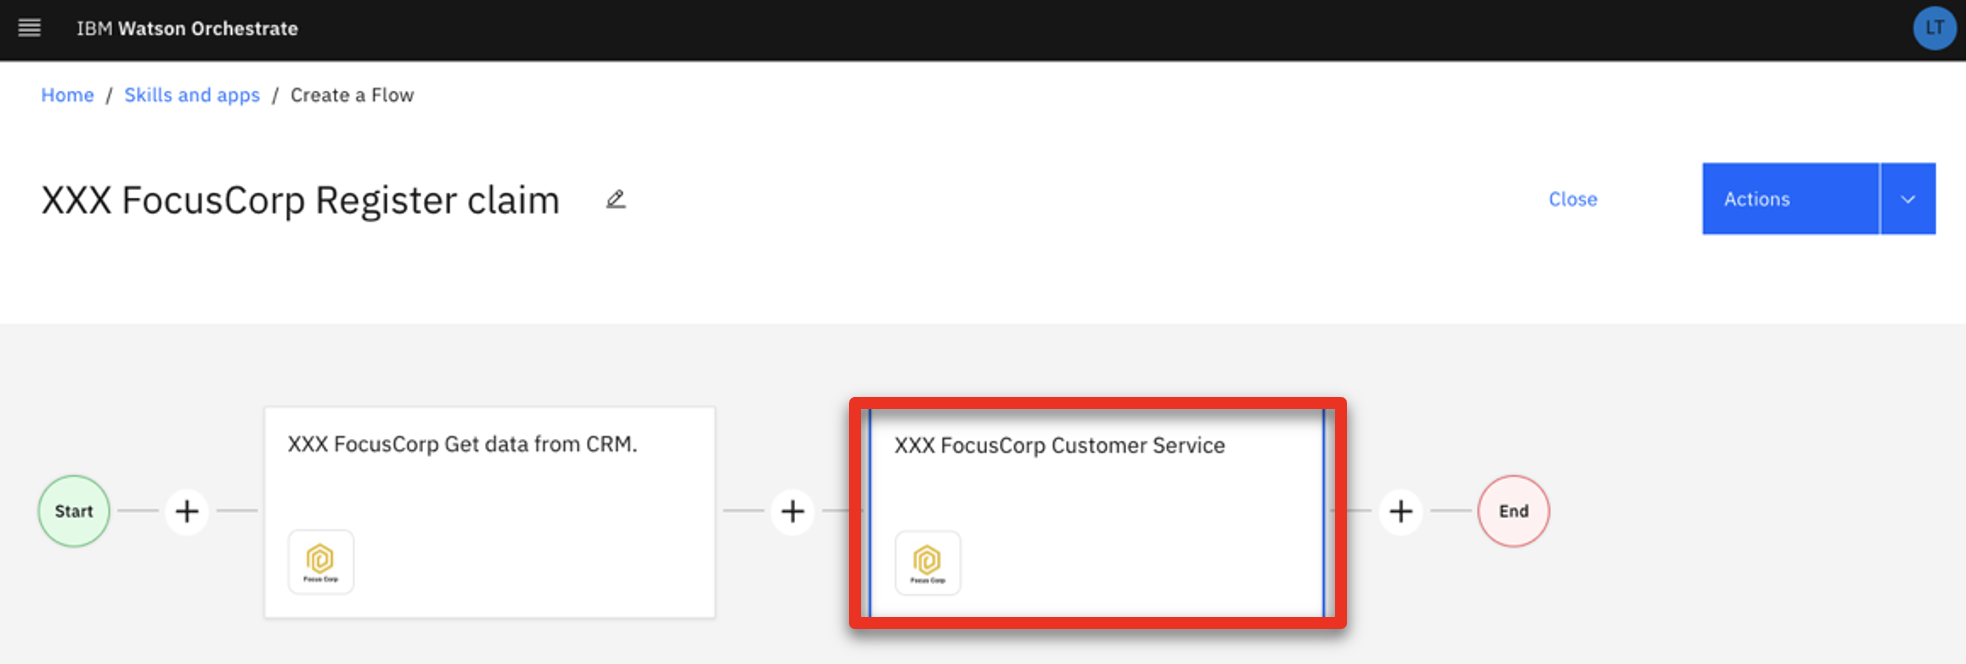 IBM Watson Orchestrate
LT
Home / Skills and apps / Create a Flow
XXX FocusCorp Register claim
Close
Actions
XXX FocusCorp Get data from CRM.
XXX FocusCorp Customer Service
Start
End
Focus Corp
Focus Corp